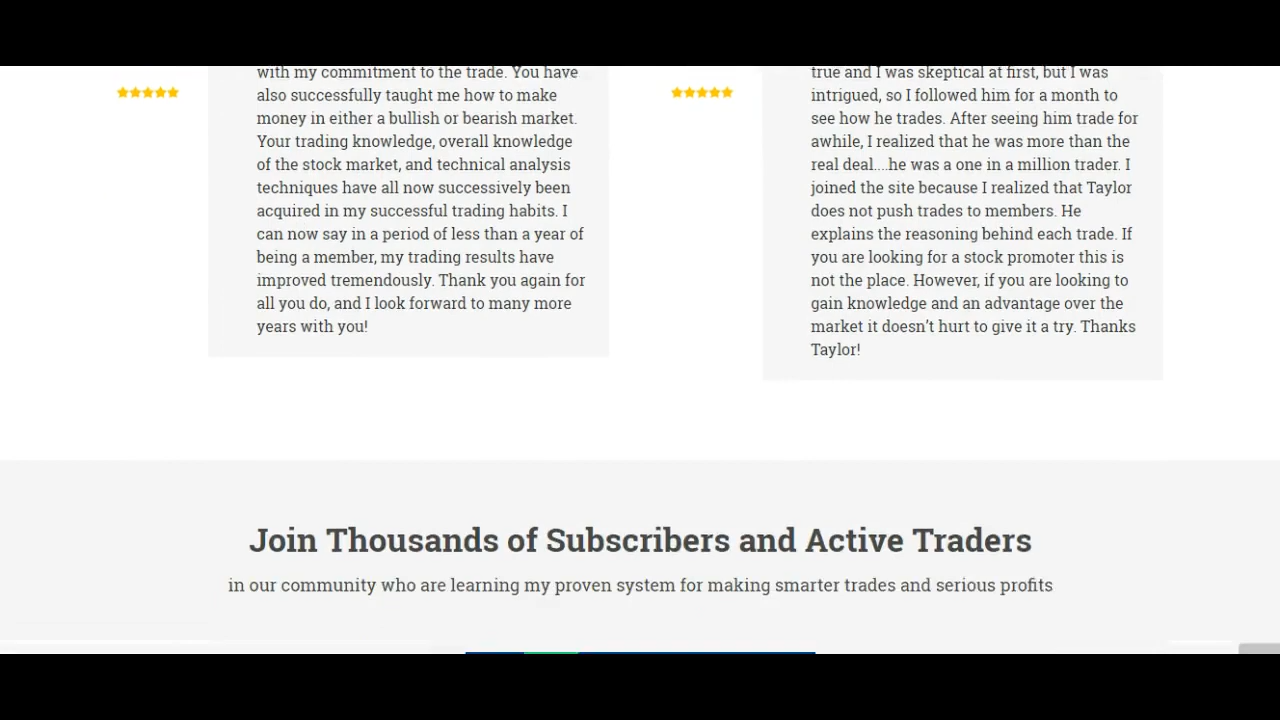 with my commitment to the trade. You have
also successfully taught me how to make
money in either a bullish or bearish market.
Your trading knowledge, overall knowledge
of the stock market, and technical analysis
techniques have all now successively been
acquired in my successful trading habits. I
can now say in a period of less than a year of
being a member, my trading results have
improved tremendously. Thank you again for
all you do, and I look forward to many more
years with you!
true and I was skeptical at first, but I was
intrigued, so I followed him for a month to
see how he trades. After seeing him trade for
awhile, I realized that he was more than the
real deal....he was a one in a million trader. I
joined the site because I realized that Taylor
does not push trades to members. He
explains the reasoning behind each trade. If
you are looking for a stock promoter this is
not the place. However, if you are looking to
gain knowledge and an advantage over the
market it doesn’t hurt to give it a try. Thanks
Taylor!
Join Thousands of Subscribers and Active Traders
in our community who are learning my proven system for making smarter trades and serious profits